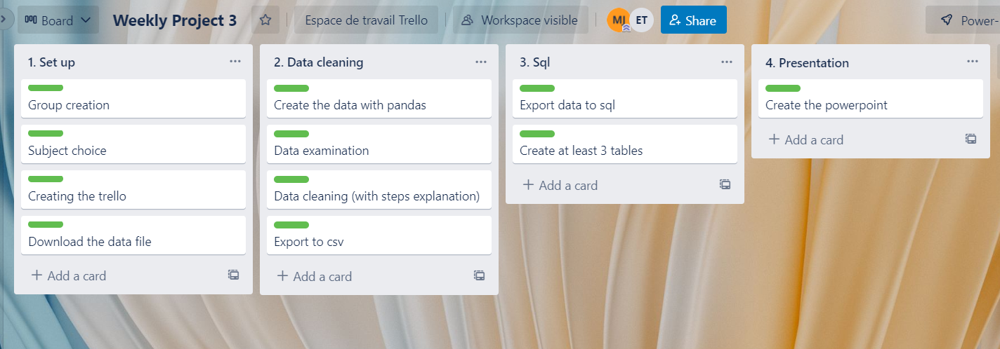 Board
Weekly Project 3
Espace de travail Trello
Workspace visible
MJ
ET
Share
Power-
1. Set up
Group creation
Subject choice
Creating the trello
Download the data file
+ Add a card
2. Data cleaning
Create the data with pandas
Data examination
Data cleaning (with steps explanation)
Export to csv
+ Add a card
3. Sql
Export data to sql
Create at least 3 tables
+ Add a card
4. Presentation
Create the powerpoint
+ Add a card